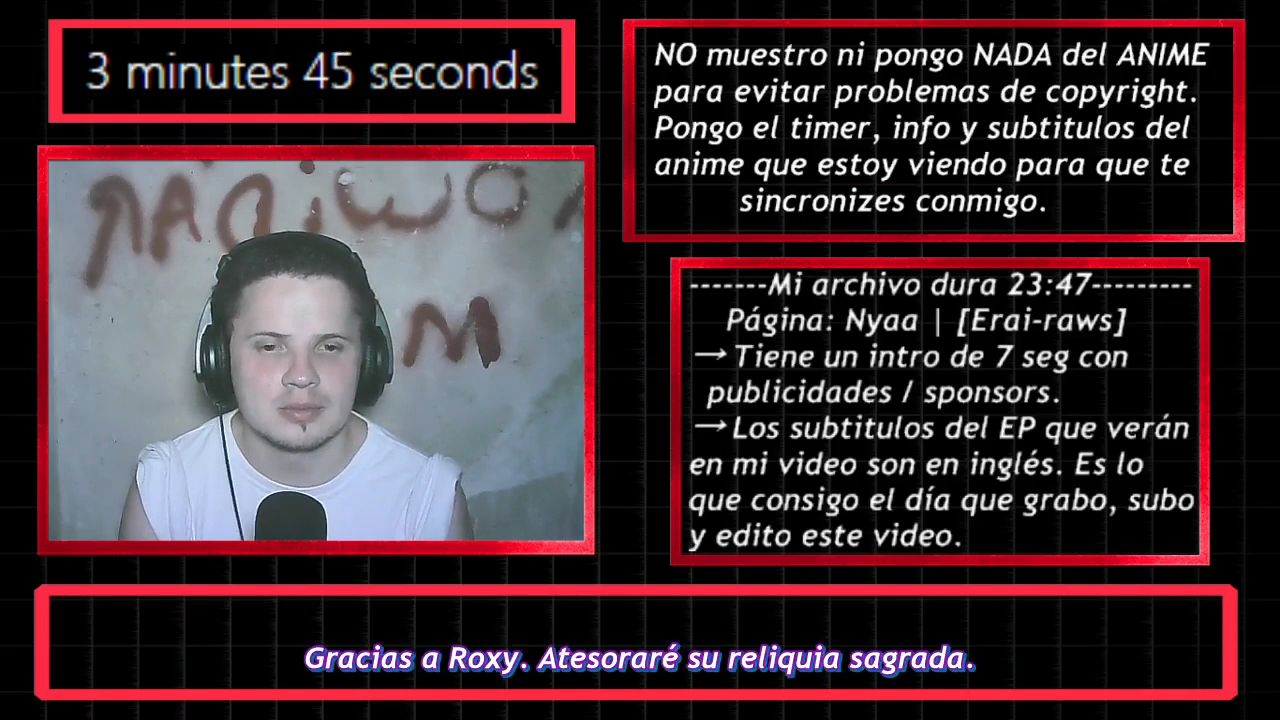 3 minutes 45 seconds
NO muestro ni pongo NADA del ANIME
para evitar problemas de copyright.
Pongo el timer, info y subtitulos del
anime que estoy viendo para que te
sincronizes conmigo.
-------Mi archivo dura 23:47---------
Página: Nyaa | [Erai-raws]
→ Tiene un intro de 7 seg con
publicidades / sponsors.
→ Los subtitulos del EP que verán
en mi video son en inglés. Es lo
que consigo el día que grabo, subo
y edito este video.
M
Gracias a Roxy. Atesoraré su reliquia sagrada.